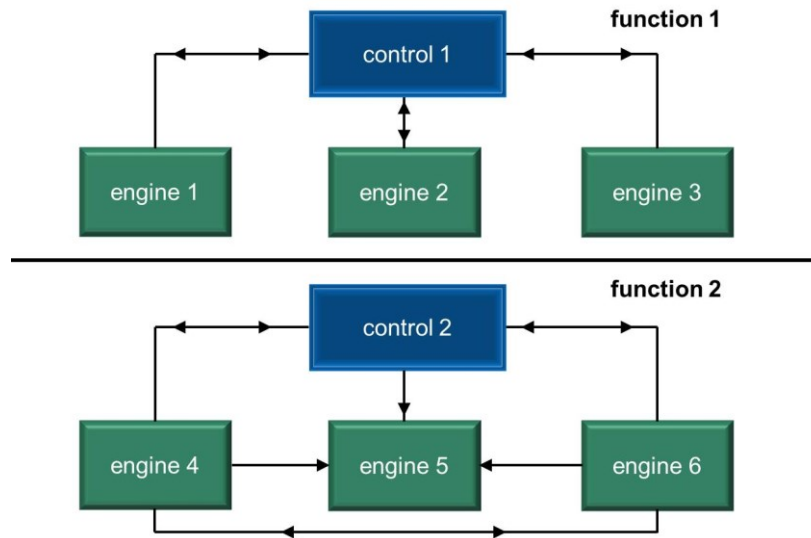 function 1
control 1
engine 1
engine 2
engine 3
function 2
control 2
engine 4
engine 5
engine 6